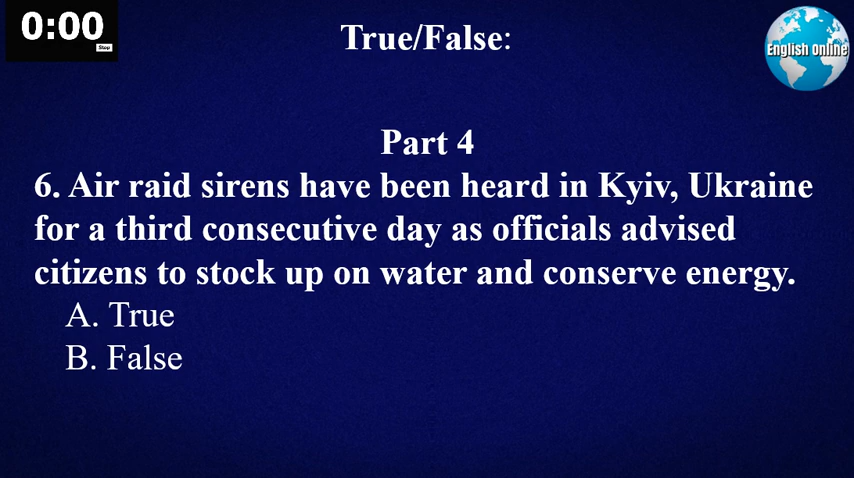 0:00
Stop
True/False:
English Online
Part 4
6. Air raid sirens have been heard in Kyiv, Ukraine
for a third consecutive day as officials advised
citizens to stock up on water and conserve energy.
A. True
B. False